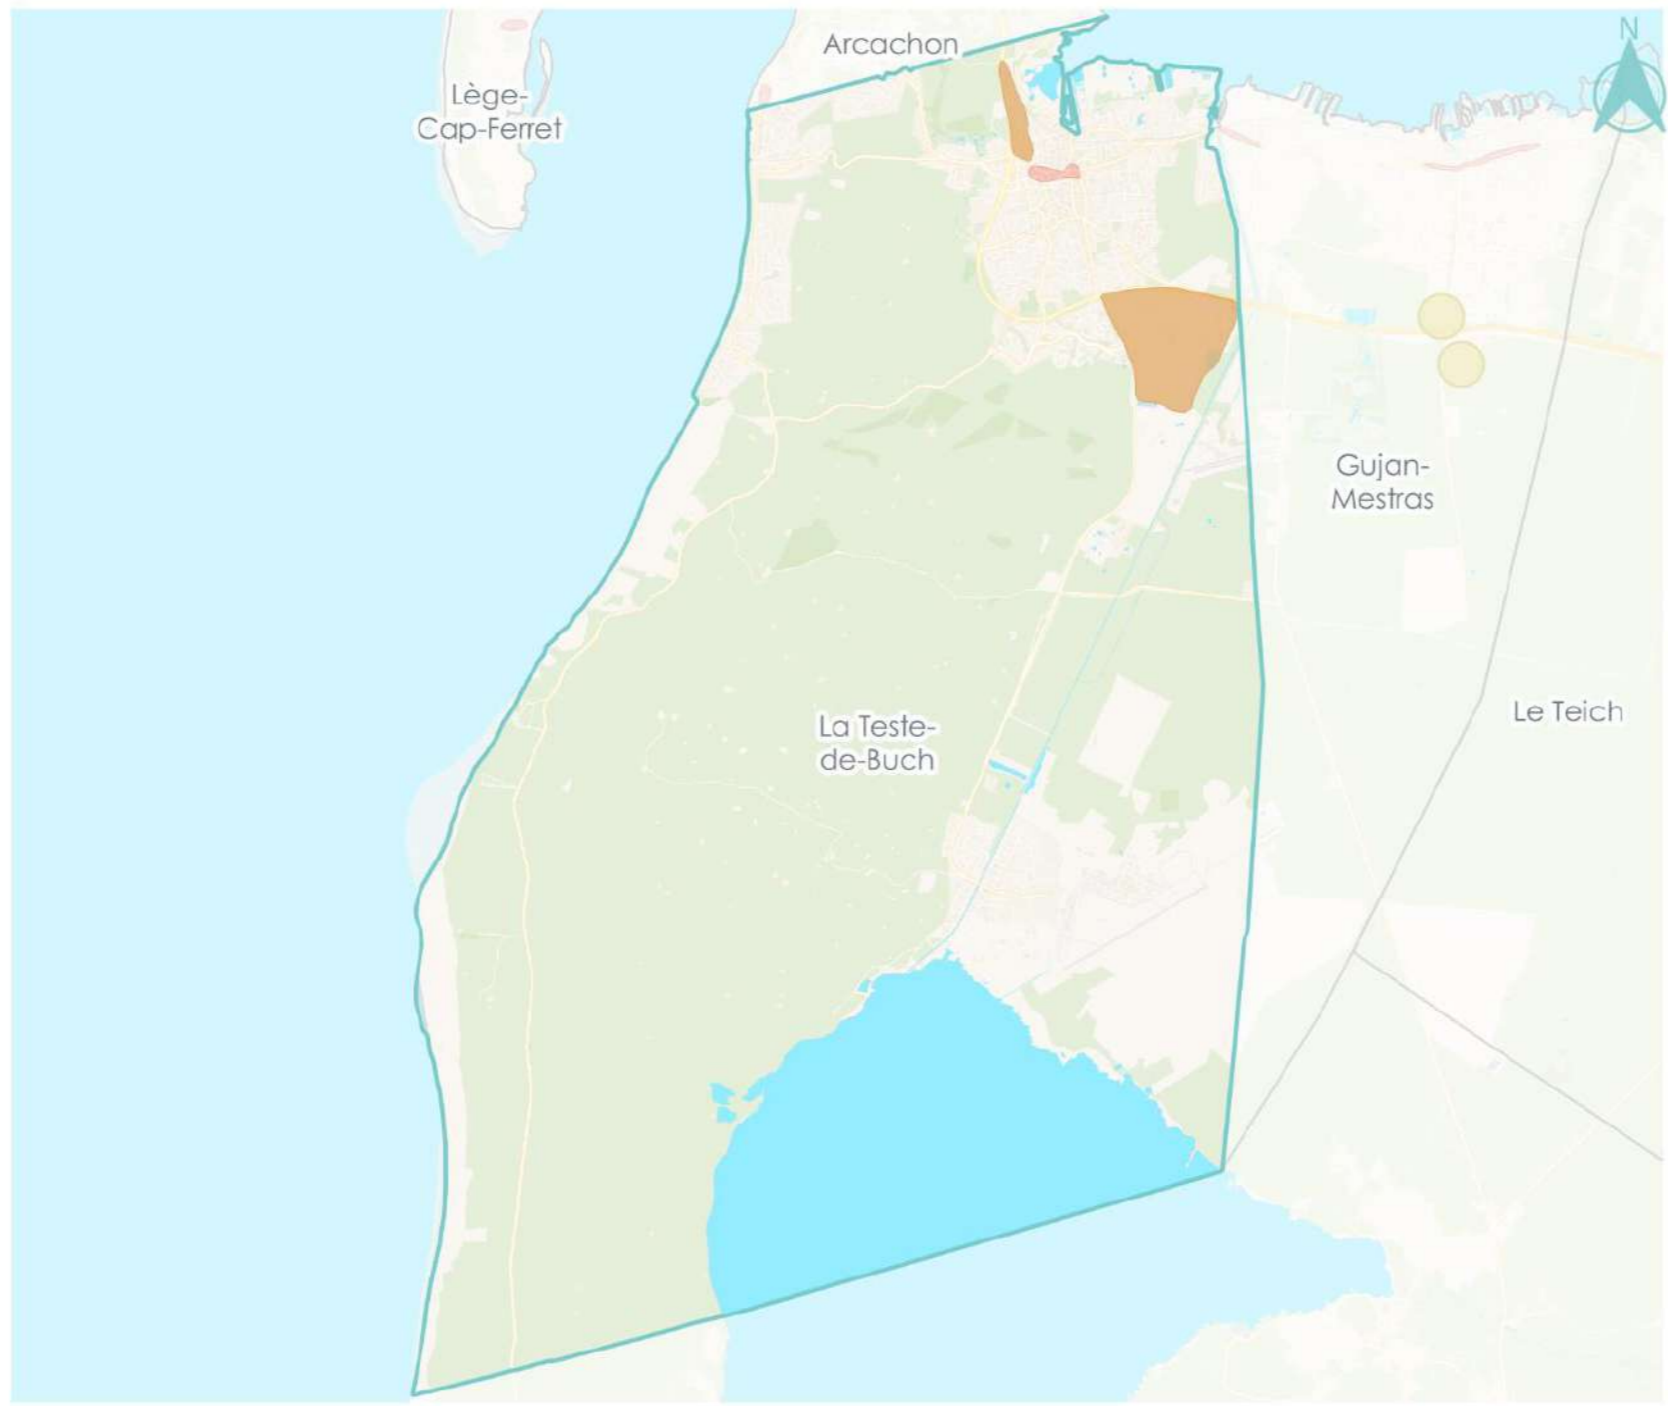 N
Arcachon
Lège-
Cap-Ferret
Gujan-
Mestras
La Teste-
de-Buch
Le Teich